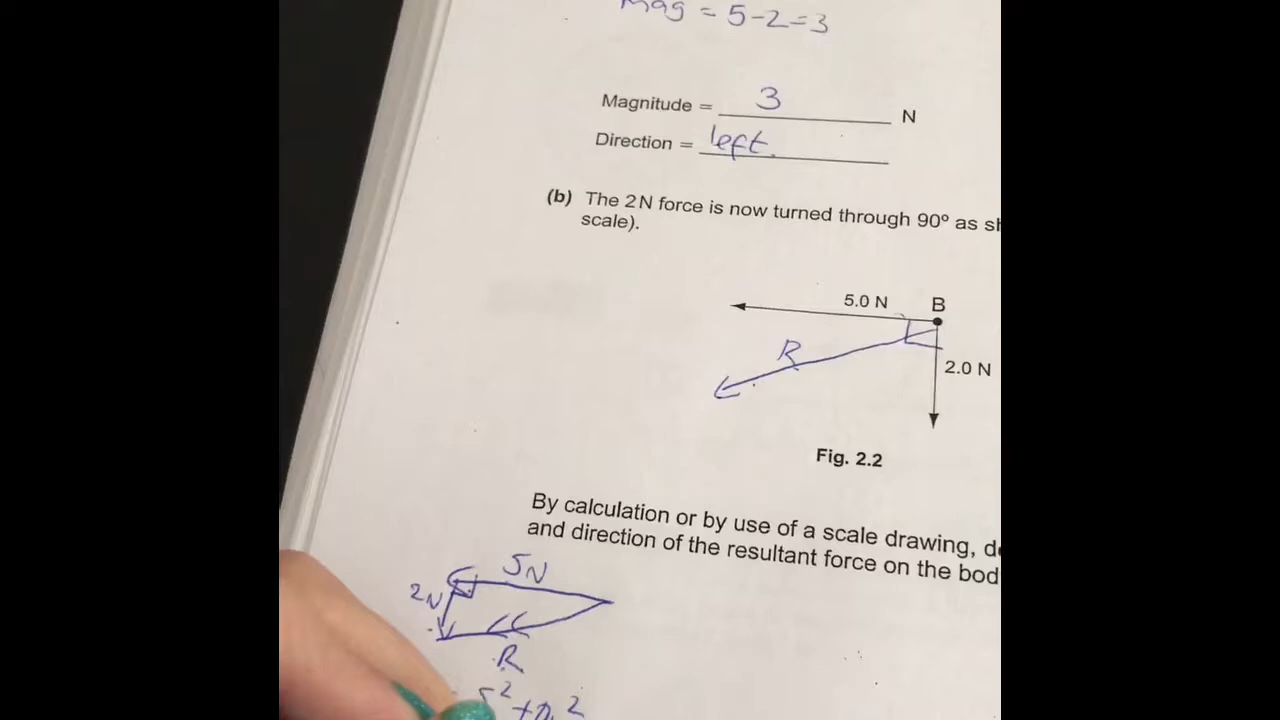 Mag = 5-2=3
Magnitude = 3 N
Direction = left.
(b) The 2N force is now turned through 90° as
scale).
5.0 N B
R
2.0 N
Fig. 2.2
By calculation or by use of a scale drawing,
and direction of the resultant force on the
5N
2N
R